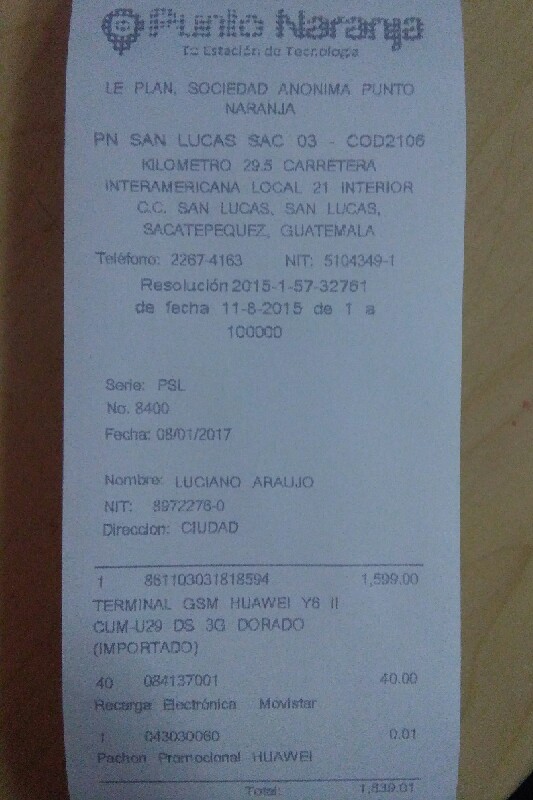 Punto Naranja
Tu Estación de Tecnología
LE PLAN, SOCIEDAD ANONIMA PUNTO
NARANJA
PN SAN LUCAS SAC 03 - COD2106
KILOMETRO 29.5 CARRETERA
INTERAMERICANA LOCAL 21 INTERIOR
C.C. SAN LUCAS, SAN LUCAS,
SACATEPEQUEZ, GUATEMALA
Teléfono: 2267-4163 NIT: 5104349-1
Resolución 2015-1-57-32761
de fecha 11-8-2015 de 1 a
100000
Serie: PSL
No. 8400
Fecha: 08/01/2017
Nombre: LUCIANO ARAUJO
NIT: 8972276-0
Direccion: CIUDAD
1 861103031818594 1,599.00
TERMINAL GSM HUAWEI Y6 II
CUM-U29 DS 3G DORADO
(IMPORTADO)
40 084137001 40.00
Recarga Electrónica Movistar
1 043030060 0.01
Pachon Promocional HUAWEI
Total: 1,639.01